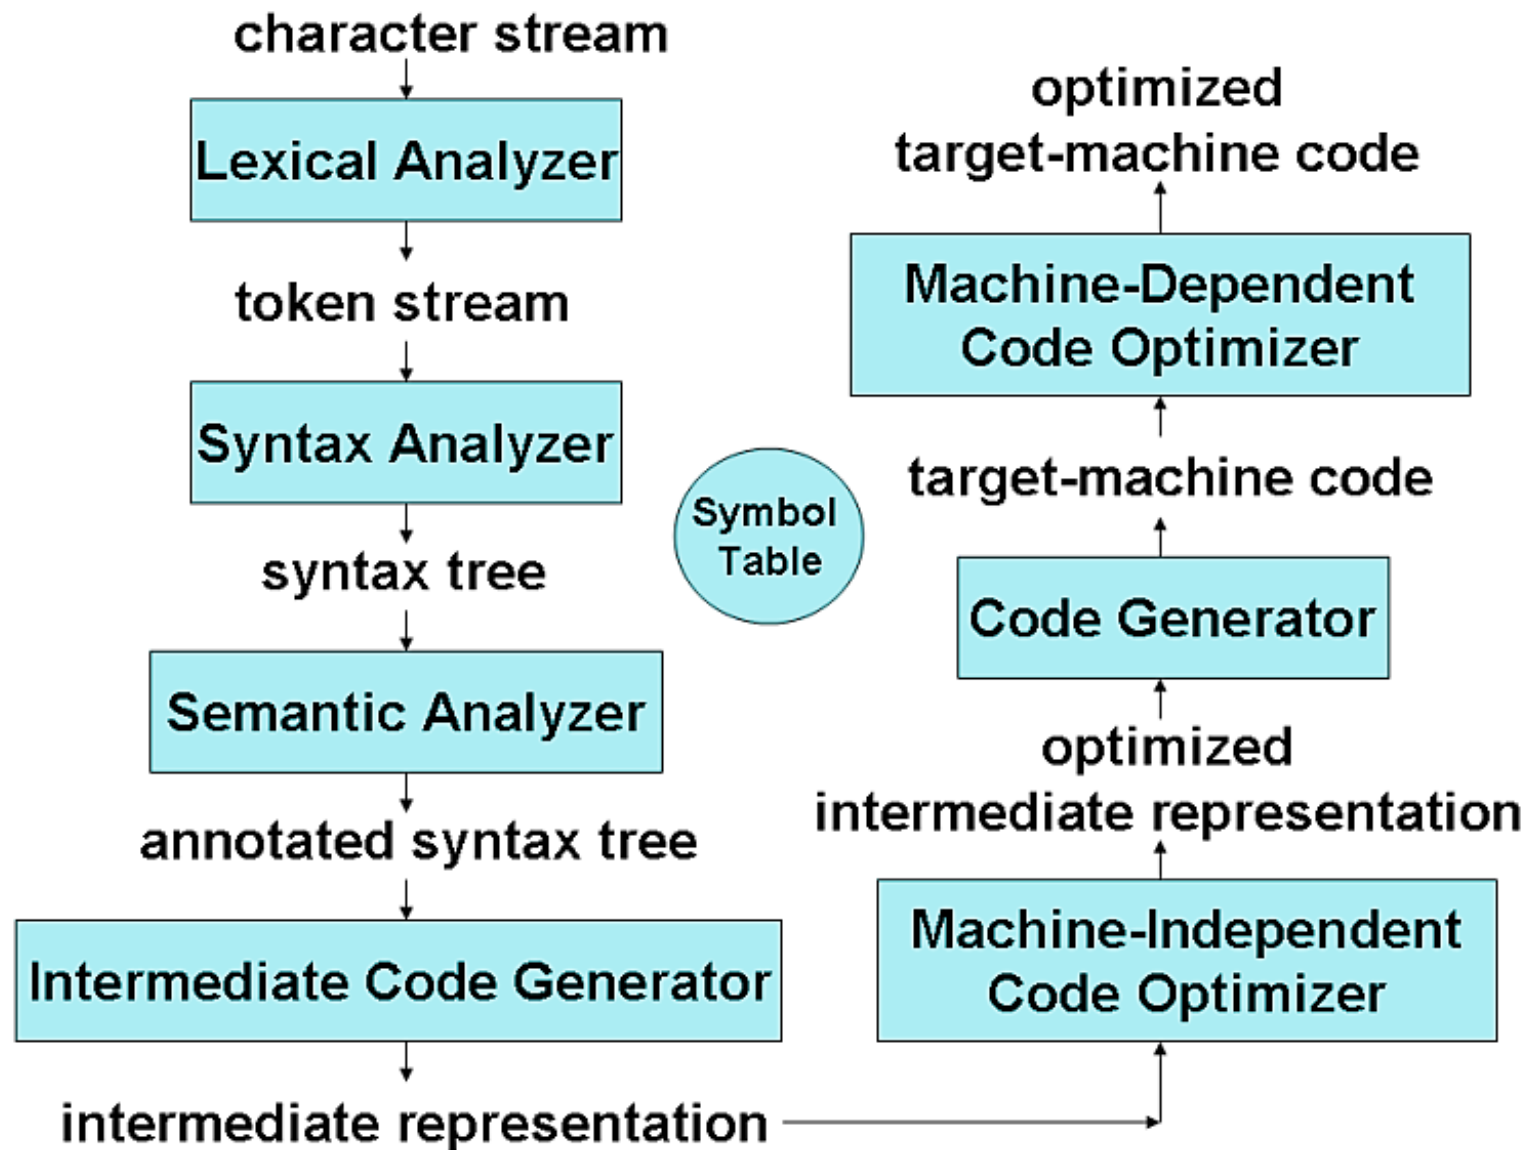 character stream
Lexical Analyzer
token stream
Syntax Analyzer
syntax tree
Semantic Analyzer
annotated syntax tree
Intermediate Code Generator
intermediate representation
Symbol
Table
optimized
target-machine code
Machine-Dependent
Code Optimizer
target-machine code
Code Generator
optimized
intermediate representation
Machine-Independent
Code Optimizer